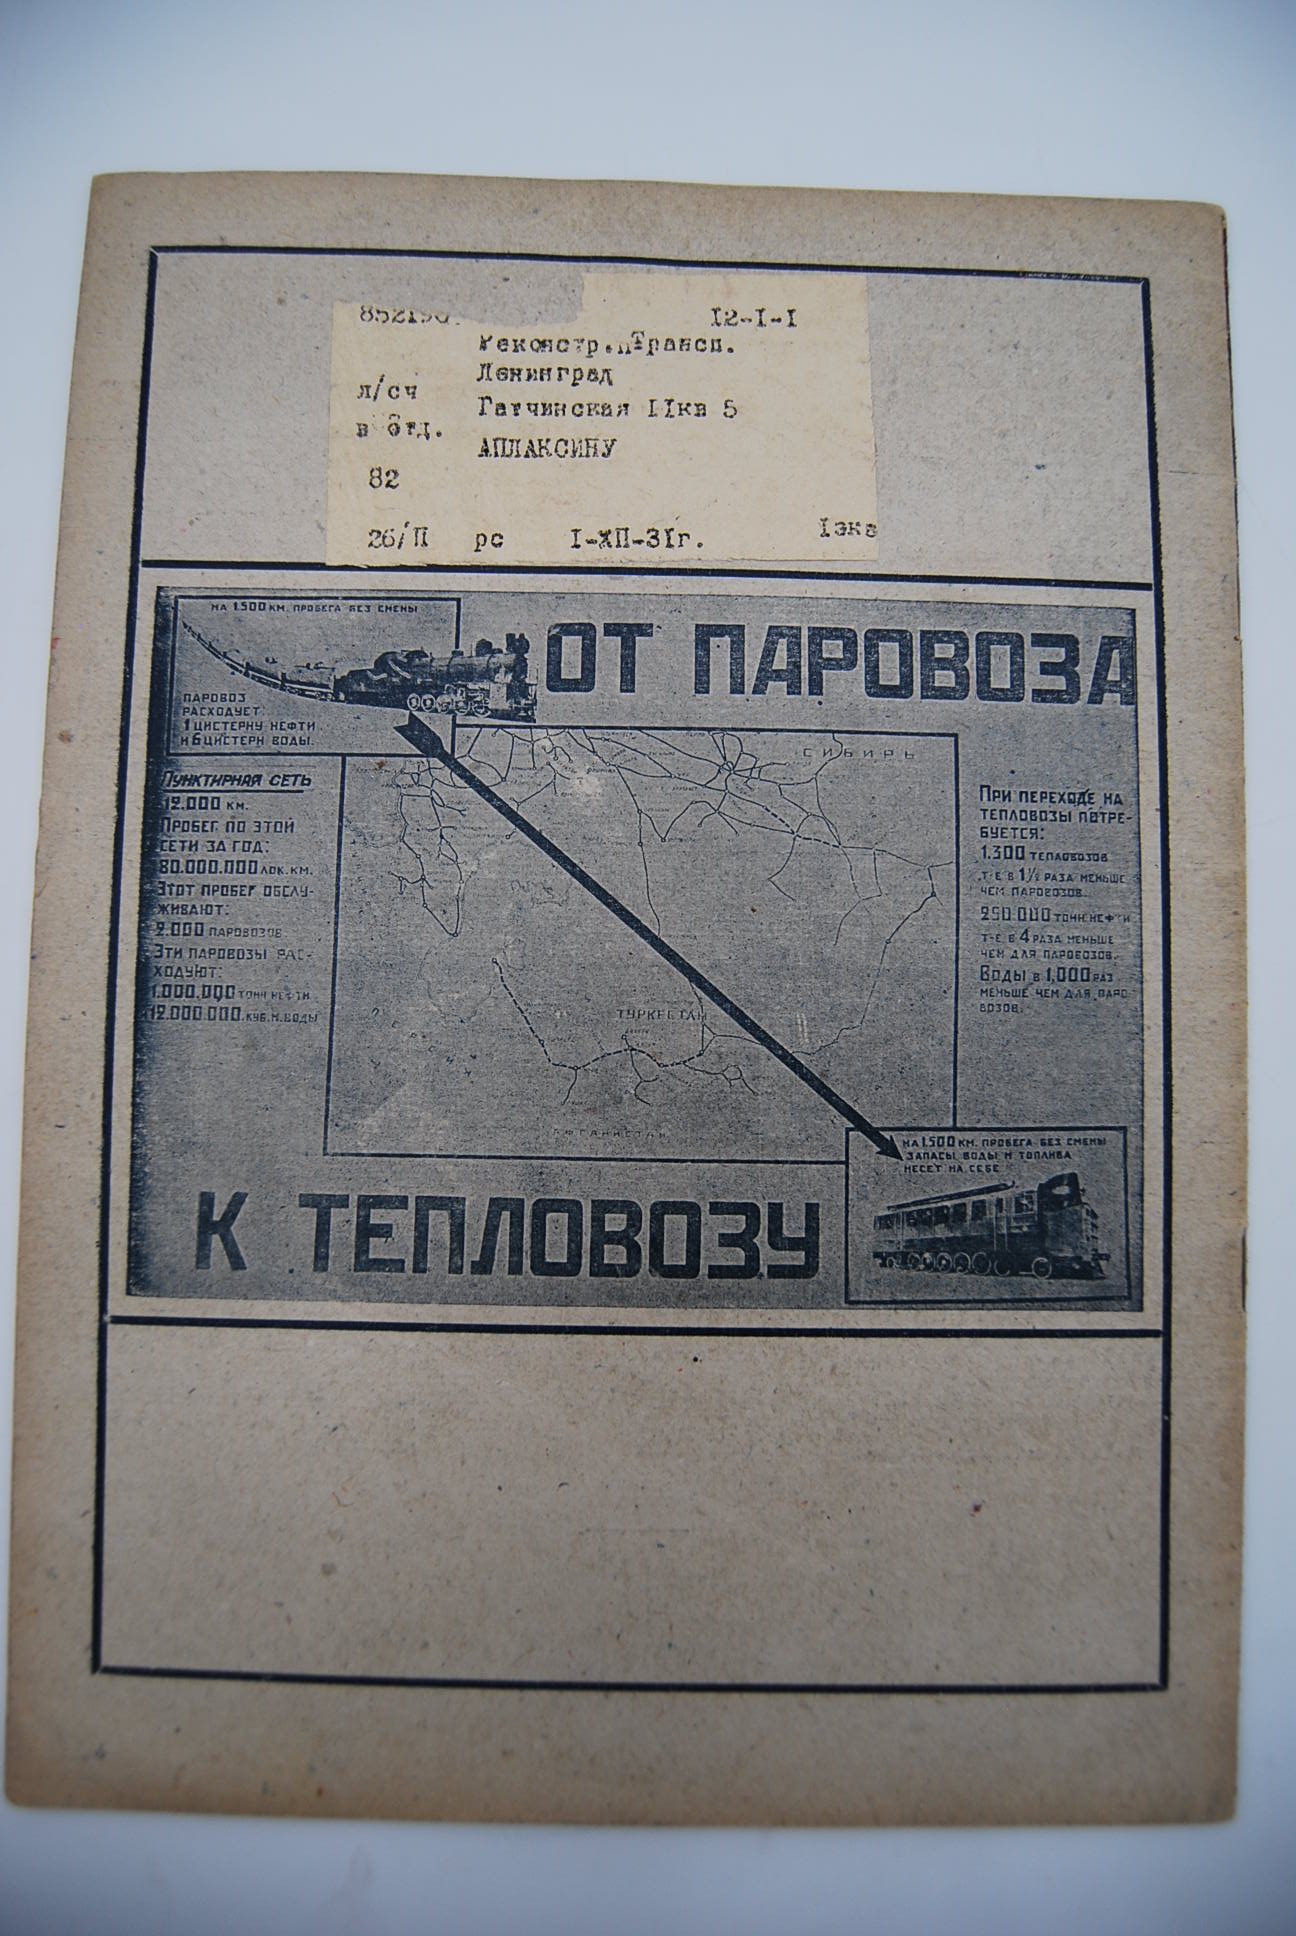 12-I-I
Реконстр. Трансп.
Ленинград
л/сч
Гатчинская IIкв 5
в отд.
АПЛАКСИНУ
82
26/П рс I-ХП-31г. Iэкз
НА 1.500 КМ. ПРОБЕГА БЕЗ СМЕНЫ
ПАРОВОЗ
РАСХОДУЕТ:
1 ЦИСТЕРНУ НЕФТИ
И 6 ЦИСТЕРН ВОДЫ.
ОТ ПАРОВОЗА
ПУНКТИРНАЯ СЕТЬ
12.000 КМ.
ПРОБЕГ ПО ЭТОЙ
СЕТИ ЗА ГОД:
80.000.000 ЛОК. КМ.
ЭТОТ ПРОБЕГ ОБСЛУ-
ЖИВАЮТ:
2.000 ПАРОВОЗОВ
ЭТИ ПАРОВОЗЫ РАС-
ХОДУЮТ:
1.000.000 ТОНН НЕФТИ
12.000.000 КУБ. М. ВОДЫ
СИБИРЬ
ТУРКЕСТАН
АФГАНИСТАН
ПРИ ПЕРЕХОДЕ НА
ТЕПЛОВОЗЫ ПОТРЕ-
БУЕТСЯ:
1.300 ТЕПЛОВОЗОВ
Т-Е В 1½ РАЗА МЕНЬШЕ
ЧЕМ ПАРОВОЗОВ.
250.000 ТОНН НЕФТИ
Т-Е В 4 РАЗА МЕНЬШЕ
ЧЕМ ДЛЯ ПАРОВОЗОВ.
ВОДЫ В 1,000 РАЗ
МЕНЬШЕ ЧЕМ ДЛЯ ПАРО
ВОЗОВ.
НА 1.500 КМ. ПРОБЕГА БЕЗ СМЕНЫ
ЗАПАСЫ ВОДЫ И ТОПЛИВА
НЕСЕТ НА СЕБЕ
К ТЕПЛОВОЗУ